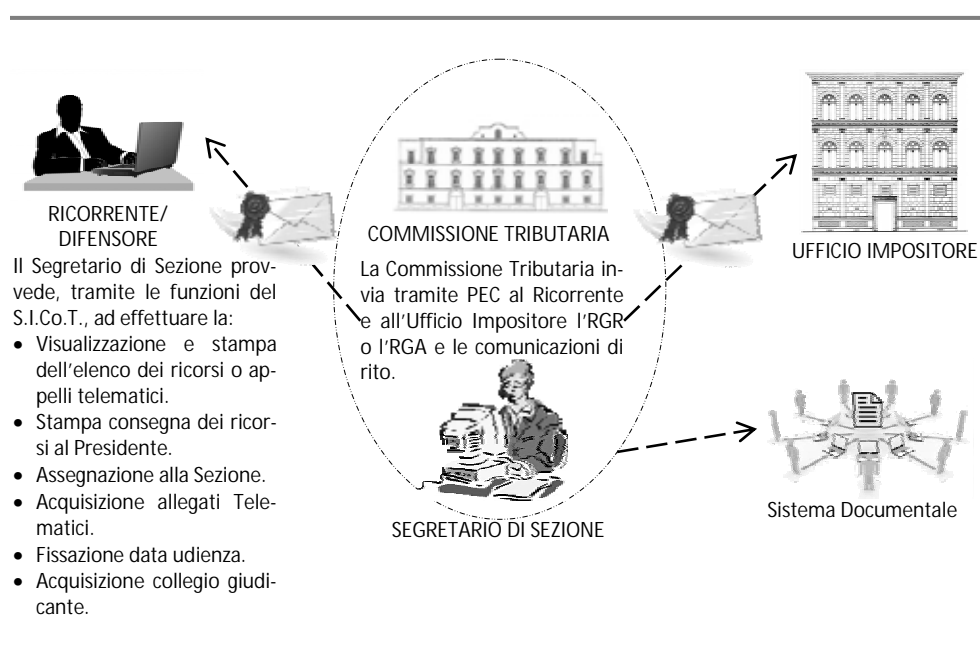 RICORRENTE/
DIFENSORE
Il Segretario di Sezione prov-
vede, tramite le funzioni del
S.I.Co.T., ad effettuare la:
• Visualizzazione e stampa
dell'elenco dei ricorsi o ap-
pelli telematici.
• Stampa consegna dei ricor-
si al Presidente.
• Assegnazione alla Sezione.
• Acquisizione allegati Tele-
matici.
• Fissazione data udienza.
• Acquisizione collegio giudi-
cante.
COMMISSIONE TRIBUTARIA
La Commissione Tributaria in-
via tramite PEC al Ricorrente
e all'Ufficio Impositore l'RGR
o l'RGA e le comunicazioni di
rito.
SEGRETARIO DI SEZIONE
UFFICIO IMPOSITORE
Sistema Documentale